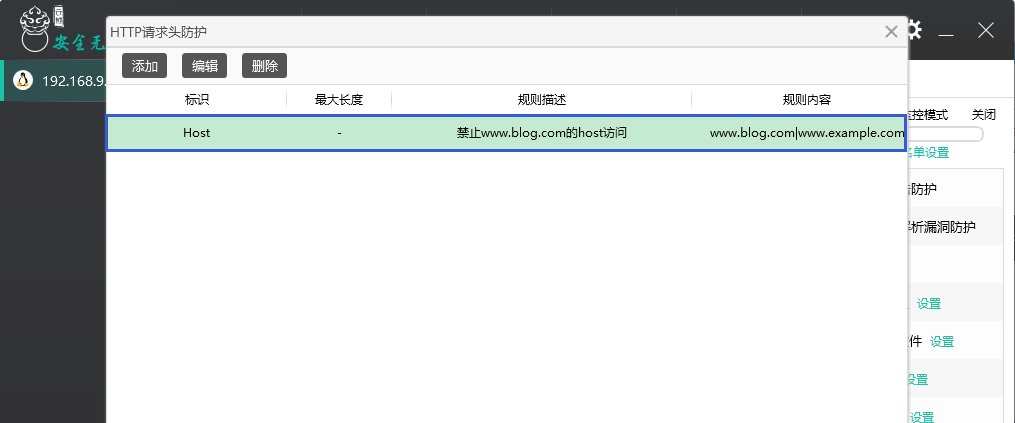 HTTP请求头防护
安全无
添加 编辑 删除
192.168.9.
标识 最大长度 规则描述 规则内容
Host - 禁止www.blog.com的host访问 www.blog.com|www.example.com
监控模式 关闭
名单设置
防护
解析漏洞防护
设置
件 设置
设置
设置